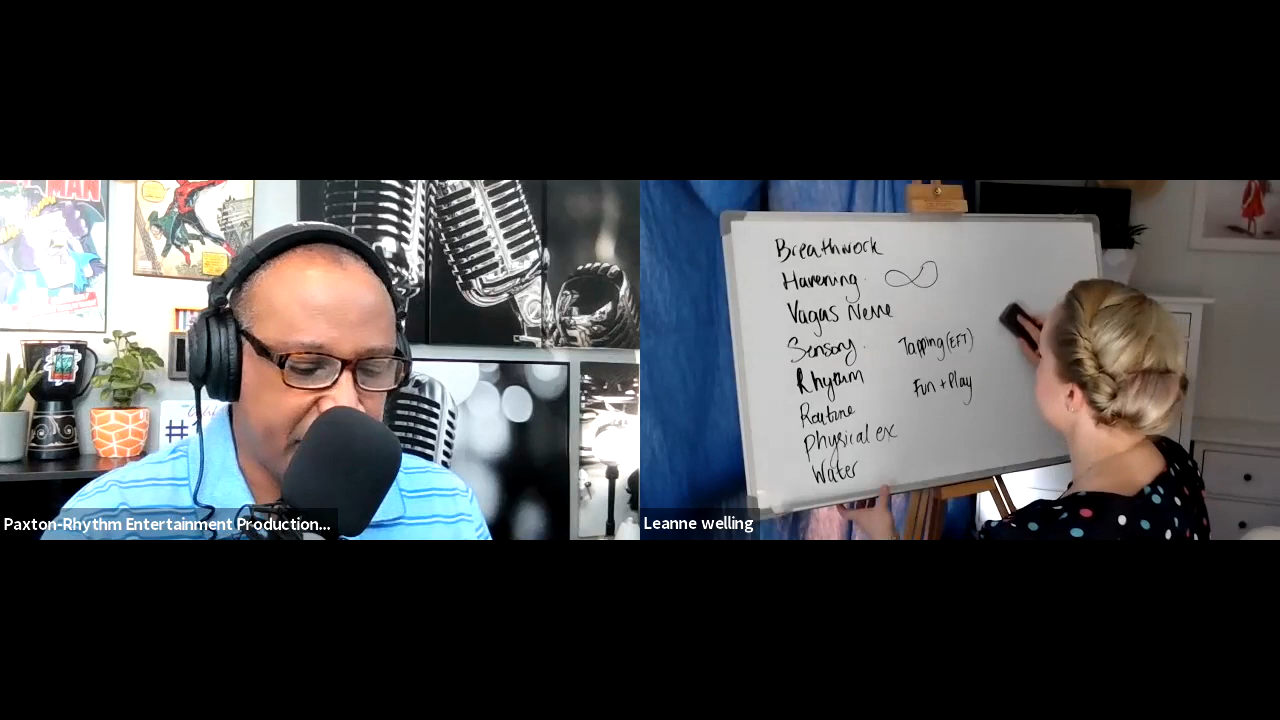 MAN
#
Paxton-Rhythm Entertainment Production...
Breathwork
Havening.
Vagas Nerve
Sensory. Tapping (EFT)
Rhythm Fun + Play
Routine
Physical ex
Water
Leanne welling